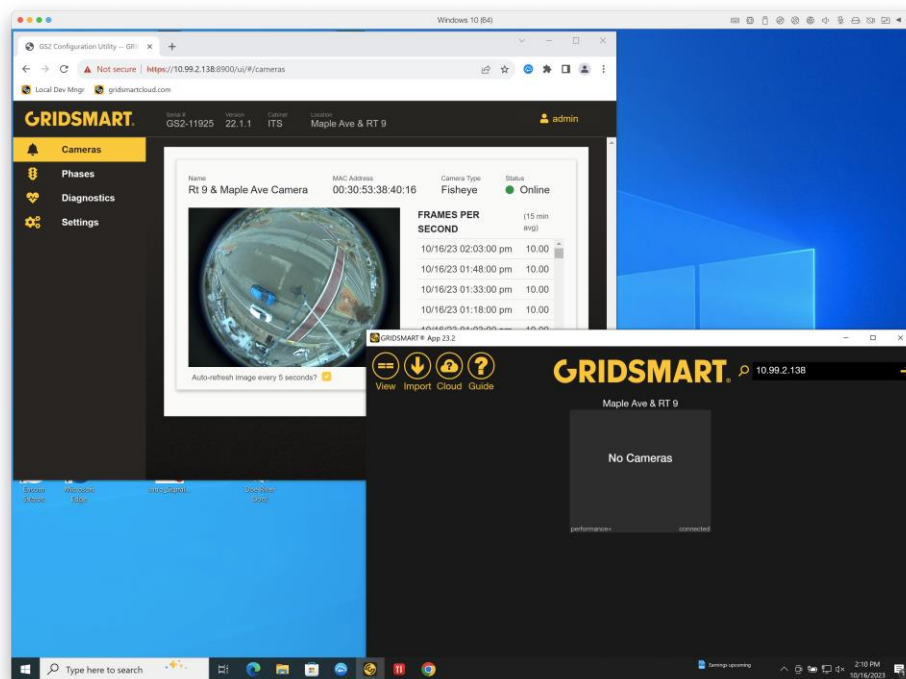 Windows 10 (64)
GS2 Configuration Utility -- GRI
Not secure | https://10.99.2.138:8900/ui/#/cameras
Local Dev Mngr gridsmartcloud.com
GRIDSMART.
Serial # Version Cabinet Location
GS2-11925 22.1.1 ITS Maple Ave & RT 9
admin
Cameras
Phases
Diagnostics
Settings
Name MAC Address Camera Type Status
Rt 9 & Maple Ave Camera 00:30:53:38:40:16 Fisheye Online
FRAMES PER SECOND (15 min avg)
10/16/23 02:03:00 pm 10.00
10/16/23 01:48:00 pm 10.00
10/16/23 01:33:00 pm 10.00
10/16/23 01:18:00 pm 10.00
Auto-refresh image every 5 seconds?
GRIDSMART® App 23.2
View Import Cloud Guide
GRIDSMART.
10.99.2.138
Maple Ave & RT 9
No Cameras
performance+ connected
Microsoft
Edge
Type here to search
Earnings upcoming
2:10 PM
10/16/2023